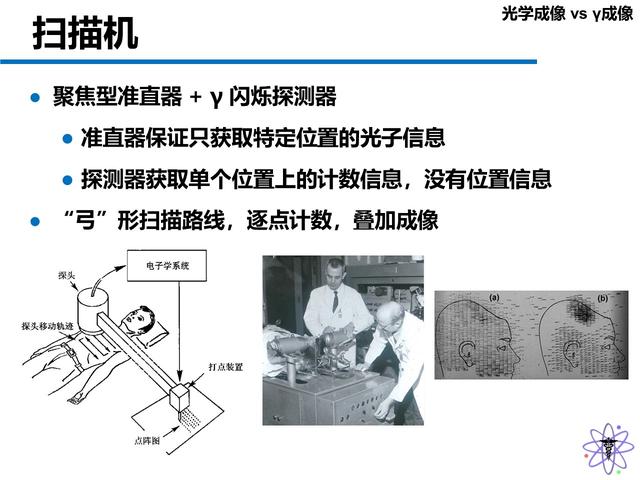 光学成像 vs γ成像
扫描机
聚焦型准直器 + γ 闪烁探测器
准直器保证只获取特定位置的光子信息
探测器获取单个位置上的计数信息，没有位置信息
“弓”形扫描路线，逐点计数，叠加成像
电子学系统
探头
探头移动轨迹
打点装置
点阵图
(a)
(b)